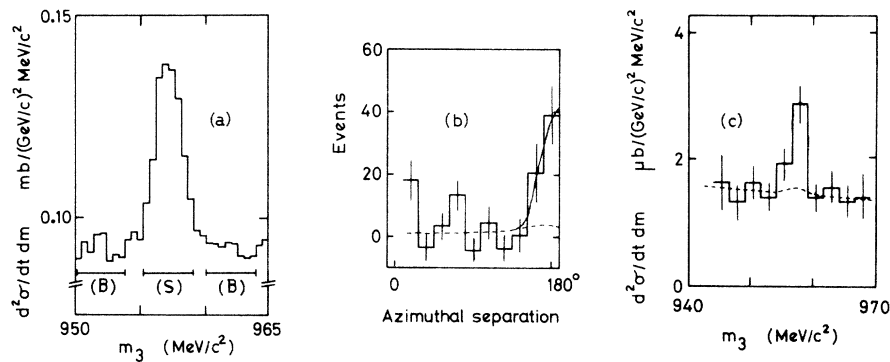 0.15
0.10
d²σ/dt dm mb/(GeV/c)² MeV/c²
(a)
(B)
(S)
(B)
950
965
m₃ (MeV/c²)
60
40
20
0
Events
(b)
0
180°
Azimuthal separation
4
2
0
d²σ/dt dm μb/(GeV/c)² MeV/c²
(c)
940
970
m₃ (MeV/c²)